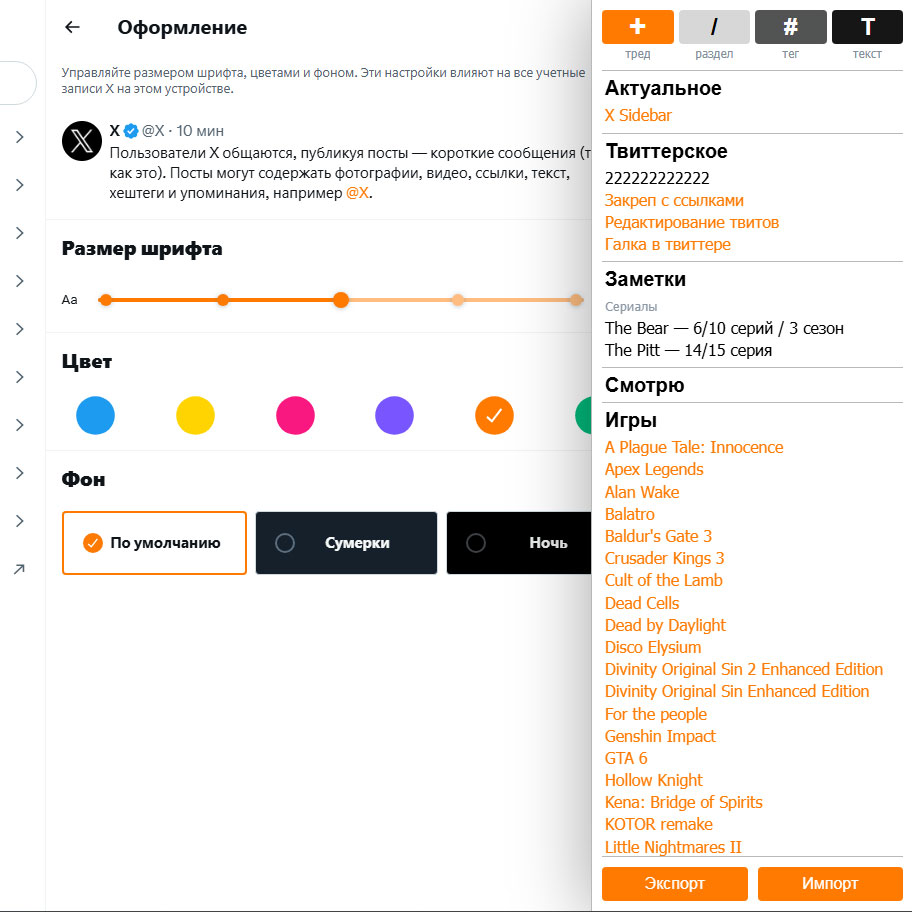 Оформление
Управляйте размером шрифта, цветами и фоном. Эти настройки влияют на все учетные
записи X на этом устройстве.
X @X · 10 мин
Пользователи X общаются, публикуя посты — короткие сообщения (т
как это). Посты могут содержать фотографии, видео, ссылки, текст,
хештеги и упоминания, например @X.
Размер шрифта
Aa
Цвет
Фон
По умолчанию
Сумерки
Ночь
+ / # T
тред раздел тег текст
Актуальное
X Sidebar
Твиттерское
222222222222
Закреп с ссылками
Редактирование твитов
Галка в твиттере
Заметки
Сериалы
The Bear — 6/10 серий / 3 сезон
The Pitt — 14/15 серия
Смотрю
Игры
A Plague Tale: Innocence
Apex Legends
Alan Wake
Balatro
Baldur's Gate 3
Crusader Kings 3
Cult of the Lamb
Dead Cells
Dead by Daylight
Disco Elysium
Divinity Original Sin 2 Enhanced Edition
Divinity Original Sin Enhanced Edition
For the people
Genshin Impact
GTA 6
Hollow Knight
Kena: Bridge of Spirits
KOTOR remake
Little Nightmares II
Экспорт
Импорт